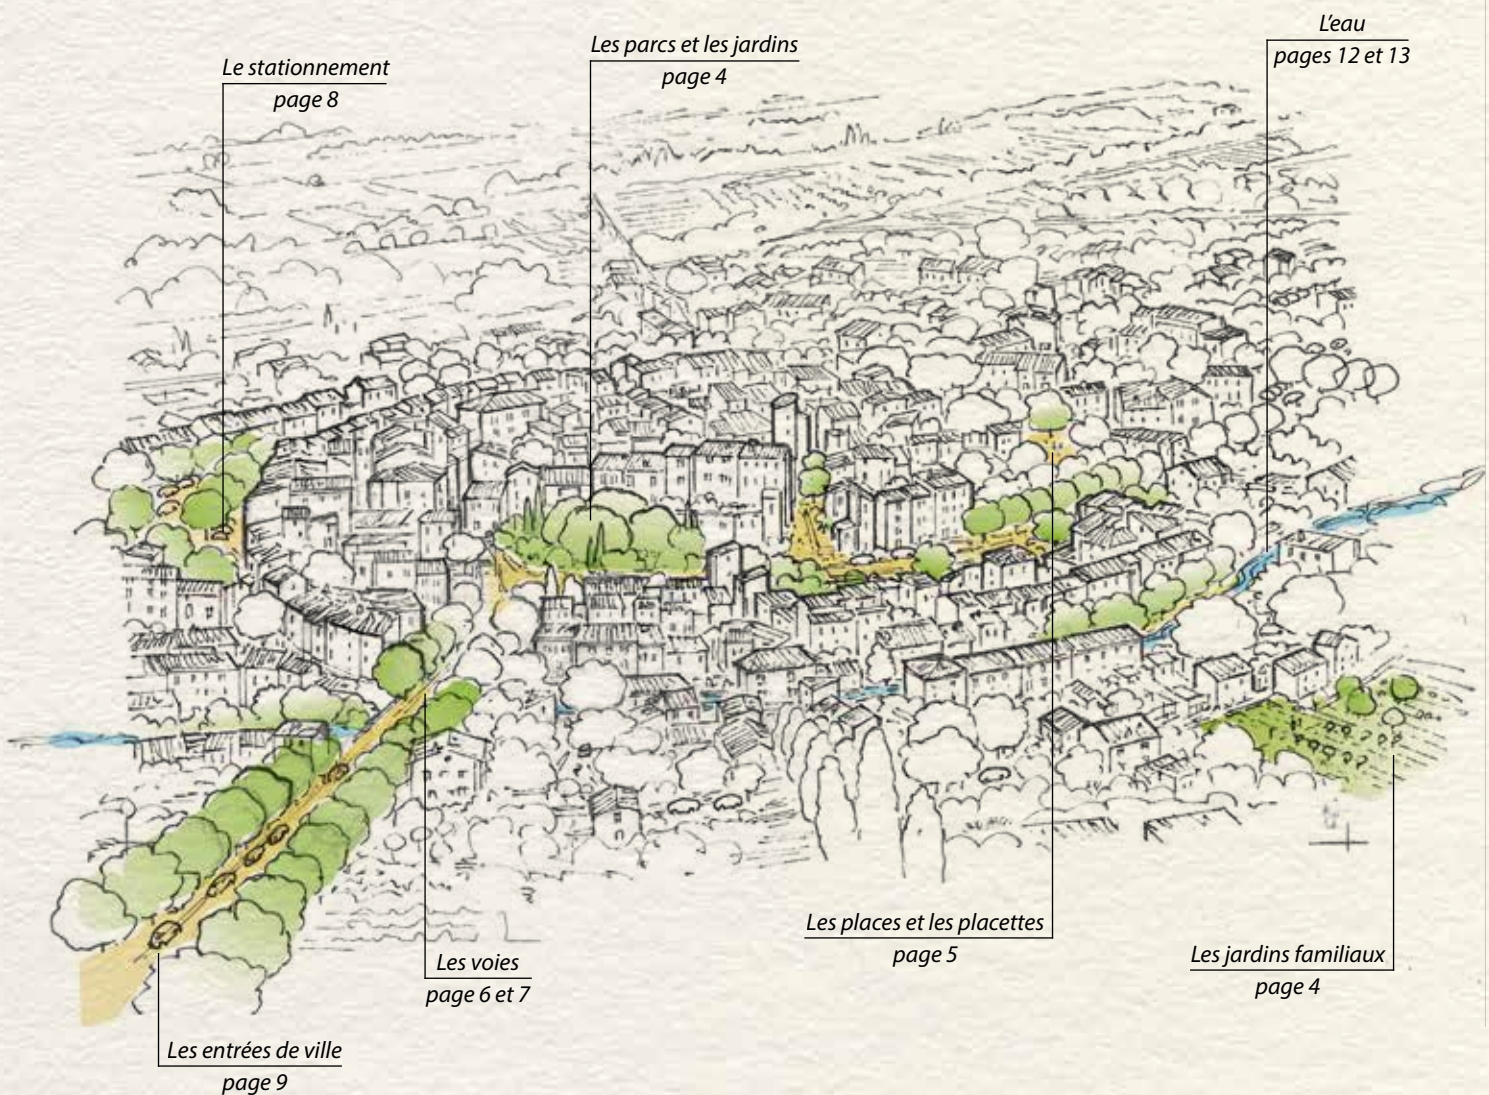 L'eau
pages 12 et 13
Les parcs et les jardins
page 4
Le stationnement
page 8
Les places et les placettes
page 5
Les jardins familiaux
page 4
Les voies
page 6 et 7
Les entrées de ville
page 9